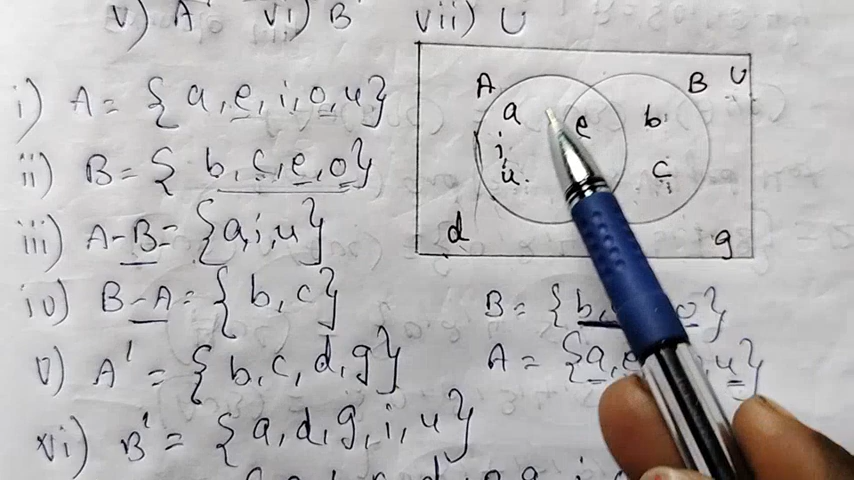 v) A' vi) B' vii) U
i) A = {a, e, i, o, u}
ii) B = {b, c, e, o}
iii) A-B = {a, i, u}
iv) B-A = {b, c}
v) A' = {b, c, d, g}
vi) B' = {a, d, g, i, u}
A B U
a e b
i
u c
d g
B = {b, o}
A = {a, e u}